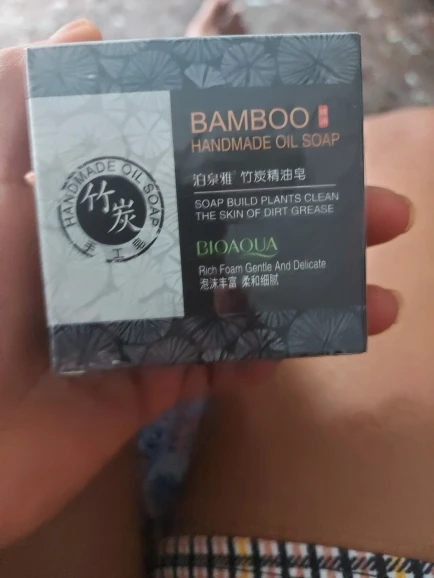 HANDMADE OIL SOAP
竹炭
手工皂
BAMBOO
HANDMADE OIL SOAP
泊泉雅 竹炭精油皂
SOAP BUILD PLANTS CLEAN
THE SKIN OF DIRT GREASE
BIOAQUA
Rich Foam Gentle And Delicate
泡沫丰富 柔和细腻